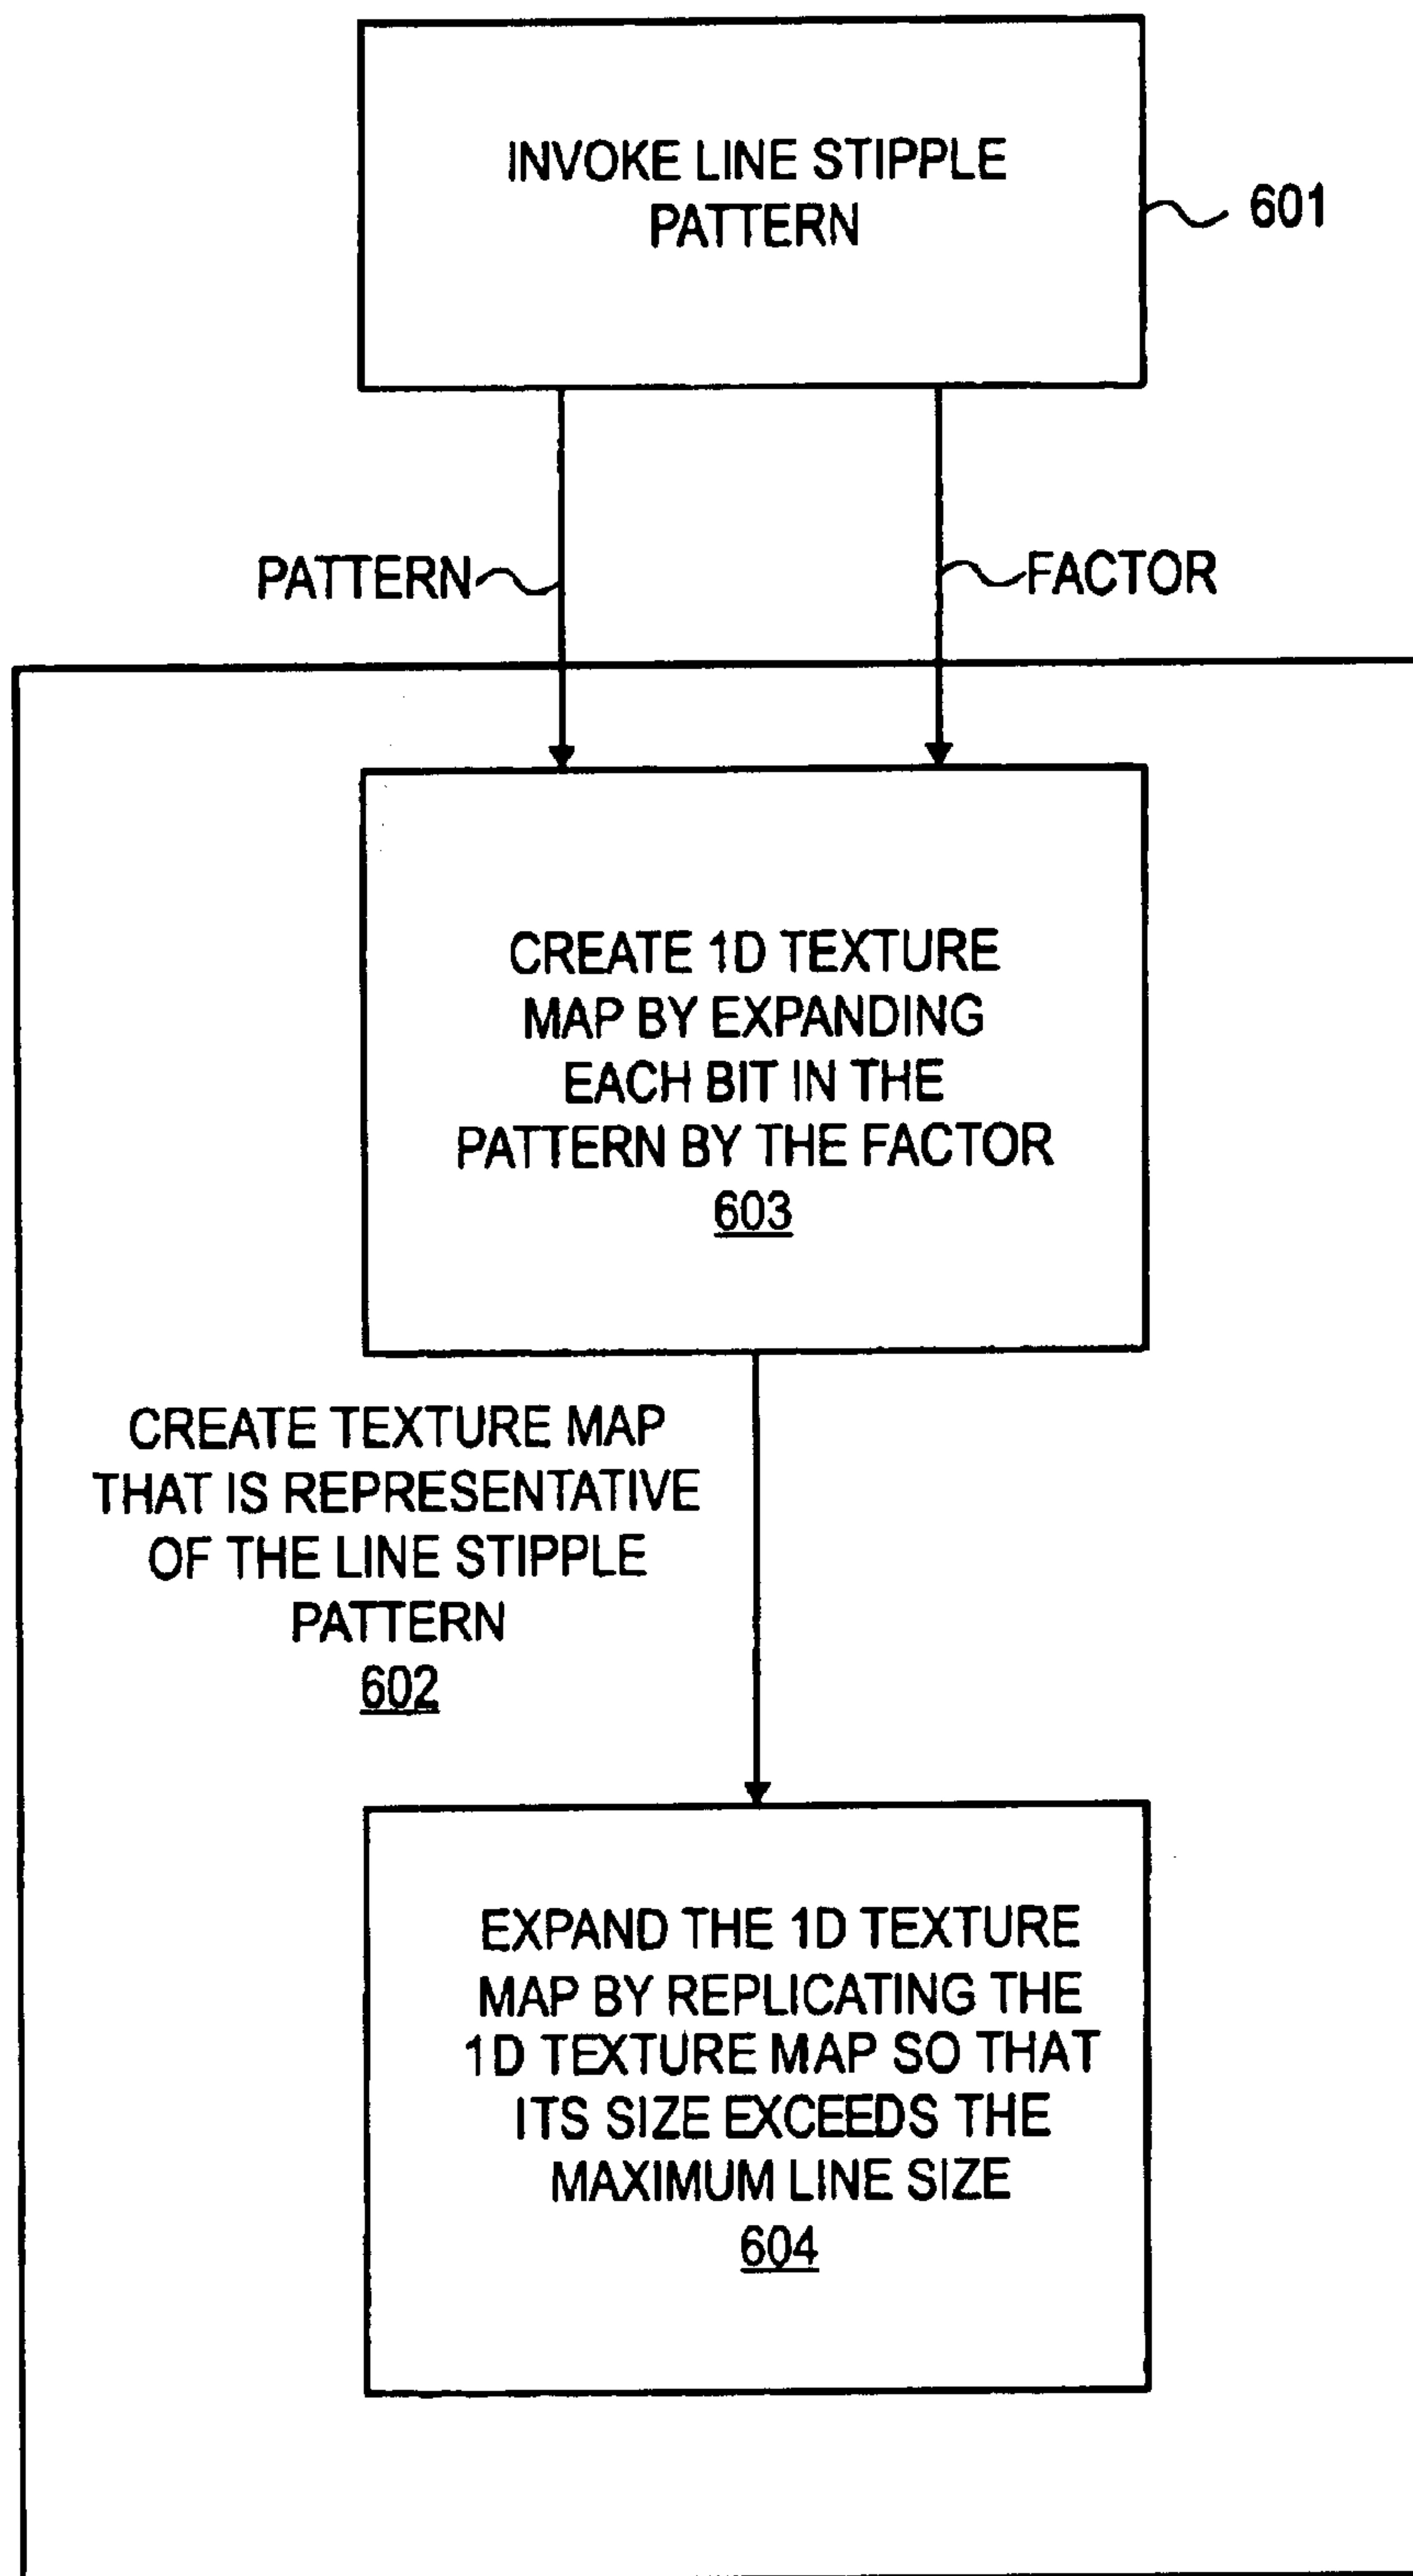 INVOKE LINE STIPPLE
PATTERN
601
PATTERN
FACTOR
CREATE 1D TEXTURE
MAP BY EXPANDING
EACH BIT IN THE
PATTERN BY THE FACTOR
603
CREATE TEXTURE MAP
THAT IS REPRESENTATIVE
OF THE LINE STIPPLE
PATTERN
602
EXPAND THE 1D TEXTURE
MAP BY REPLICATING THE
1D TEXTURE MAP SO THAT
ITS SIZE EXCEEDS THE
MAXIMUM LINE SIZE
604